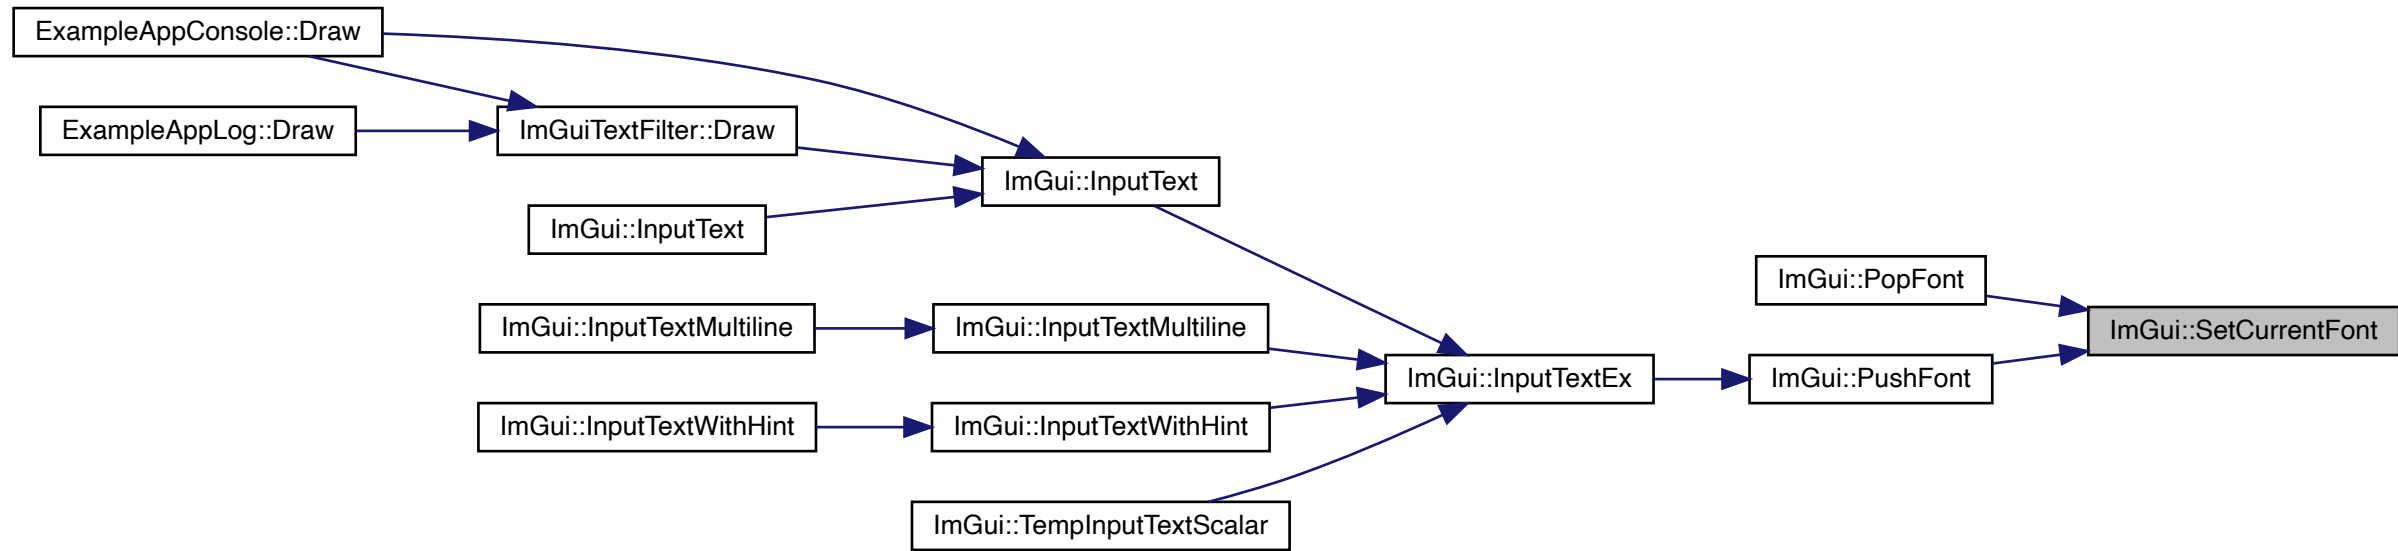 ExampleAppConsole::Draw
ExampleAppLog::Draw
ImGuiTextFilter::Draw
ImGui::InputText
ImGui::InputText
ImGui::PopFont
ImGui::SetCurrentFont
ImGui::InputTextMultiline
ImGui::InputTextMultiline
ImGui::InputTextEx
ImGui::PushFont
ImGui::InputTextWithHint
ImGui::InputTextWithHint
ImGui::TempInputTextScalar